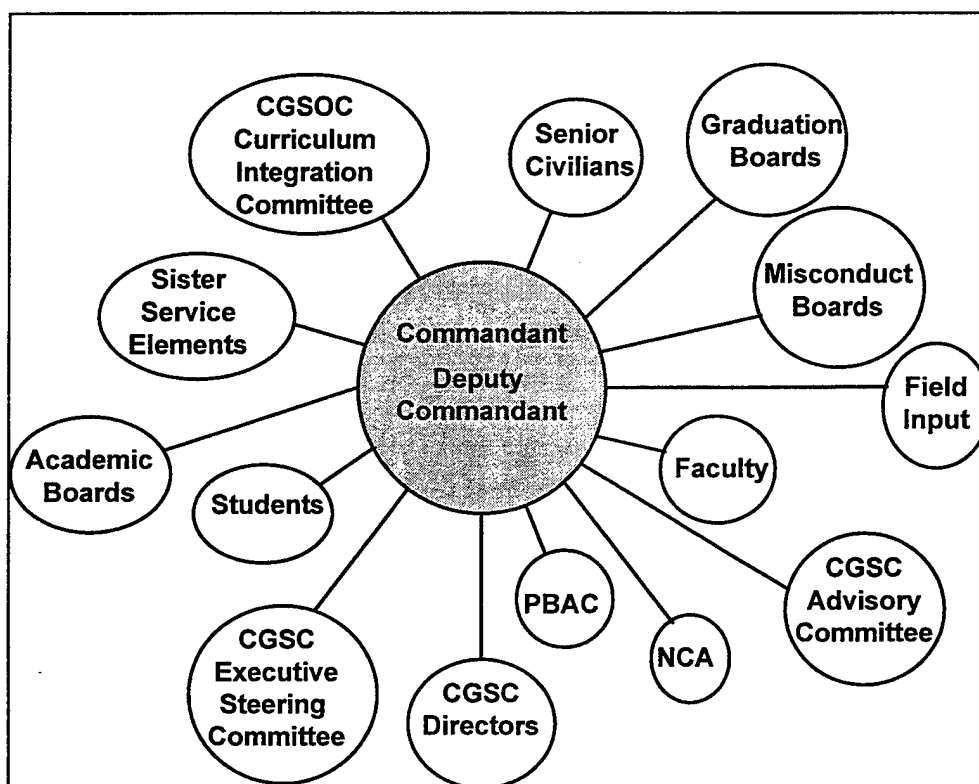 CGSOC
Curriculum
Integration
Committee
Senior
Civilians
Graduation
Boards
Sister
Service
Elements
Misconduct
Boards
Commandant
Deputy
Commandant
Field
Input
Academic
Boards
Students
Faculty
CGSC
Executive
Steering
Committee
CGSC
Directors
PBAC
NCA
CGSC
Advisory
Committee